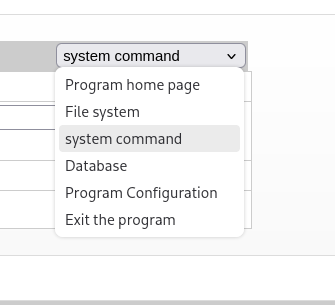 system command
Program home page
File system
system command
Database
Program Configuration
Exit the program